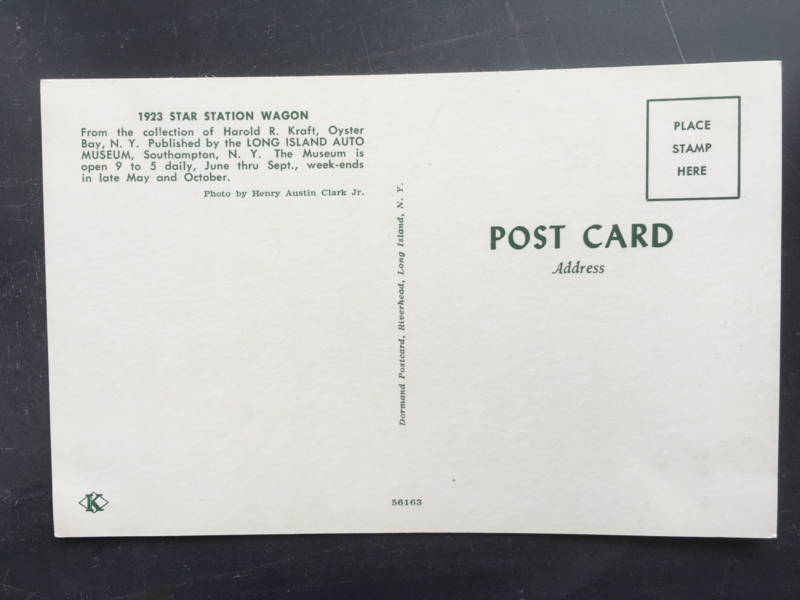 1923 STAR STATION WAGON
From the collection of Harold R. Kraft, Oyster
Bay, N. Y. Published by the LONG ISLAND AUTO
MUSEUM, Southampton, N. Y. The Museum is
open 9 to 5 daily, June thru Sept., week-ends
in late May and October.
Photo by Henry Austin Clark Jr.
Dormand Postcard, Riverhead, Long Island, N. Y.
PLACE
STAMP
HERE
POST CARD
Address
K
56163